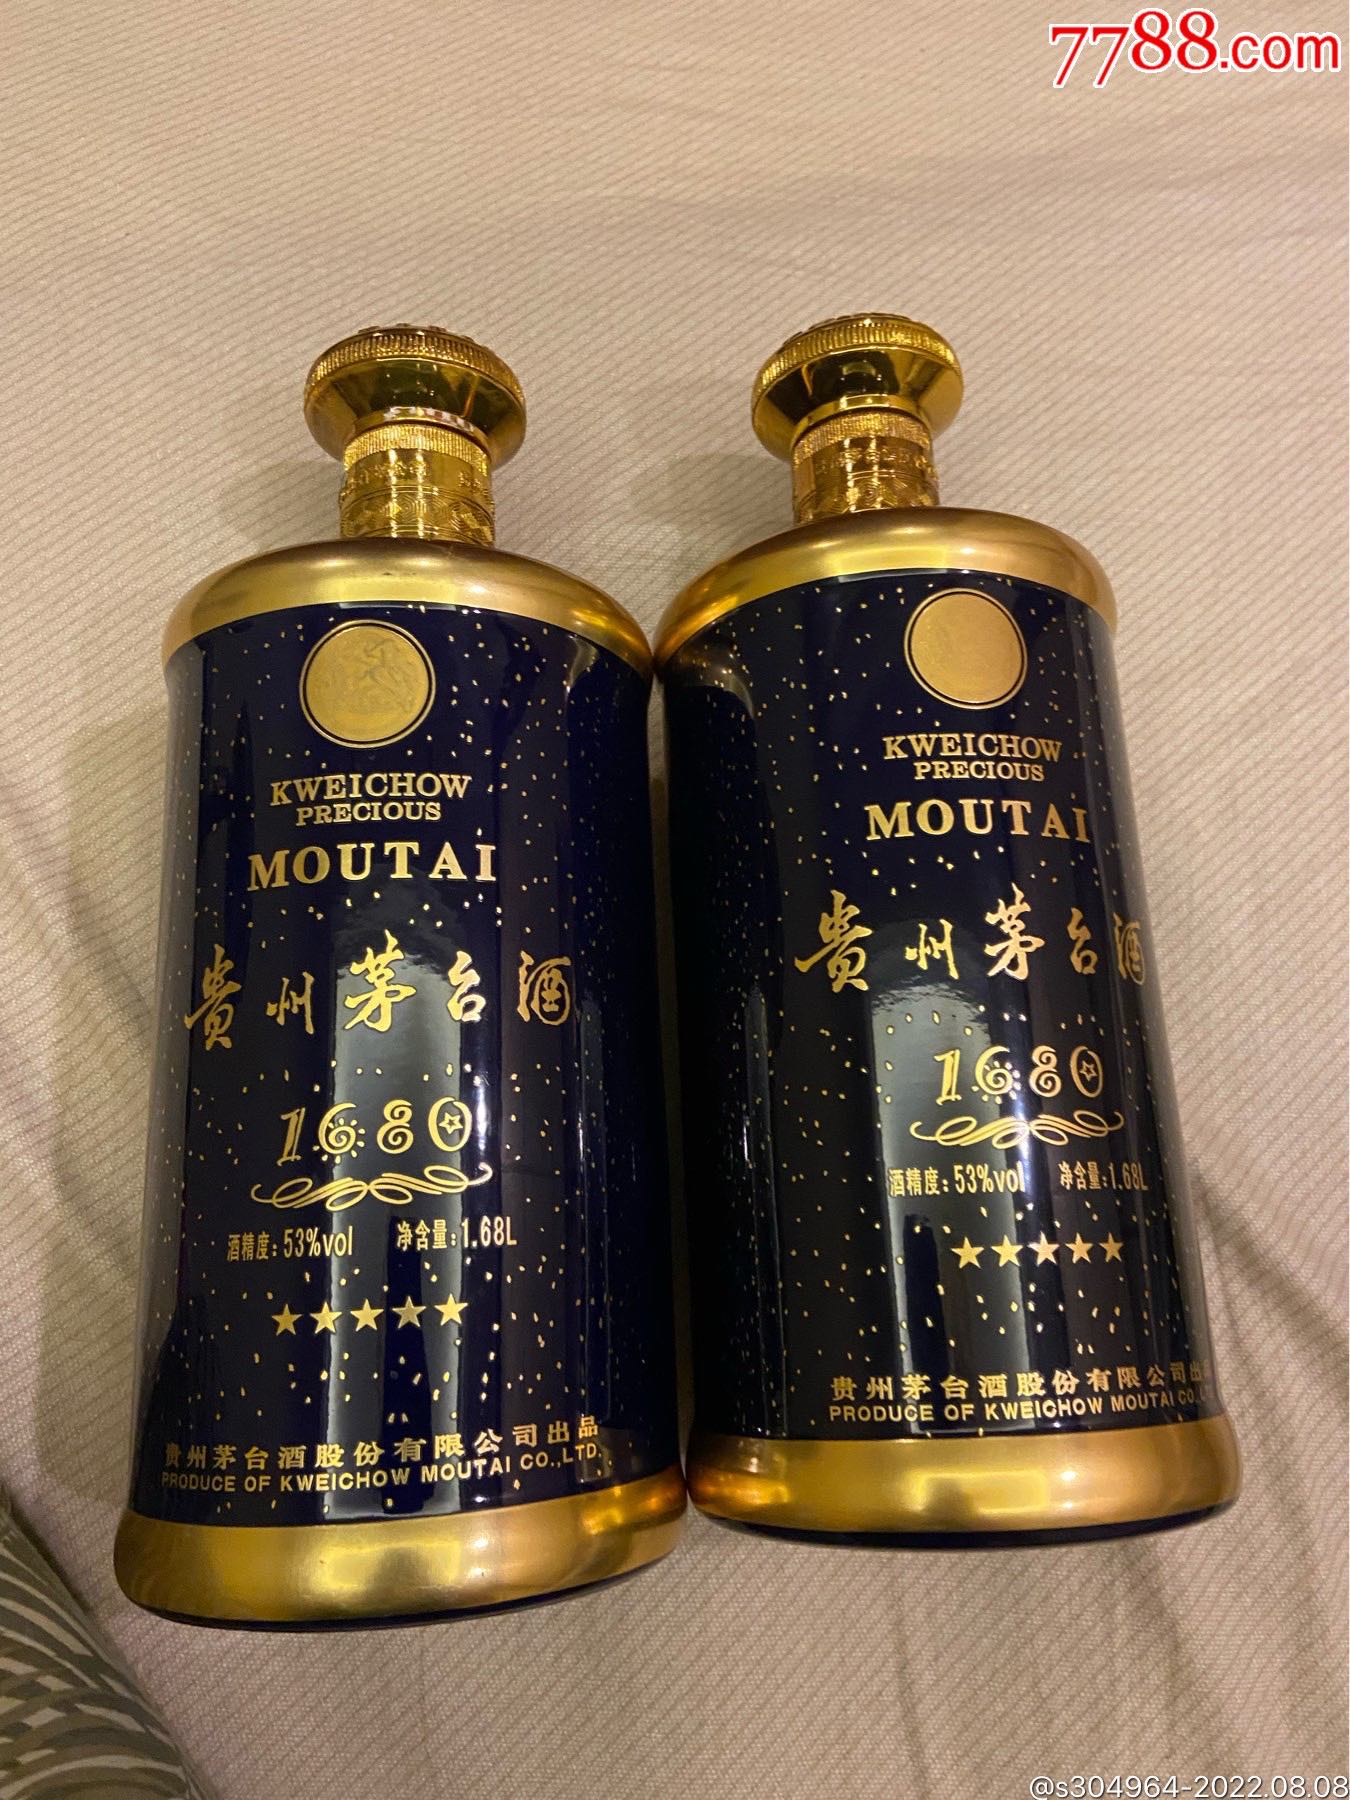 7788.com
KWEICHOW
PRECIOUS
MOUTAI
贵州茅台酒
1680
酒精度:53%vol 净含量:1.68L
★★★★★
贵州茅台酒股份有限公司出品
PRODUCE OF KWEICHOW MOUTAI CO.,LTD.
KWEICHOW
PRECIOUS
MOUTAI
贵州茅台酒
1680
酒精度:53%vol 净含量:1.68L
★★★★★
贵州茅台酒股份有限公司出
PRODUCE OF KWEICHOW MOUTAI CO.,LT
@s304964-2022.08.08